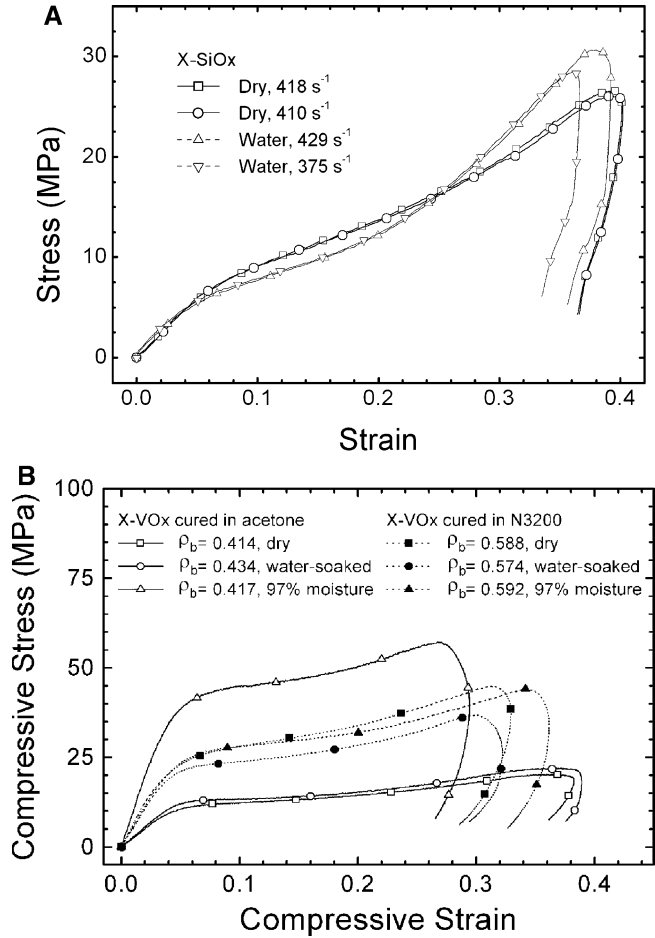 A
30
20
10
0
Stress (MPa)
X-SiOx
Dry, 418 s⁻¹
Dry, 410 s⁻¹
Water, 429 s⁻¹
Water, 375 s⁻¹
0.0 0.1 0.2 0.3 0.4
Strain
B
100
75
50
25
0
Compressive Stress (MPa)
X-VOx cured in acetone
ρb= 0.414, dry
ρb= 0.434, water-soaked
ρb= 0.417, 97% moisture
X-VOx cured in N3200
ρb= 0.588, dry
ρb= 0.574, water-soaked
ρb= 0.592, 97% moisture
0.0 0.1 0.2 0.3 0.4
Compressive Strain